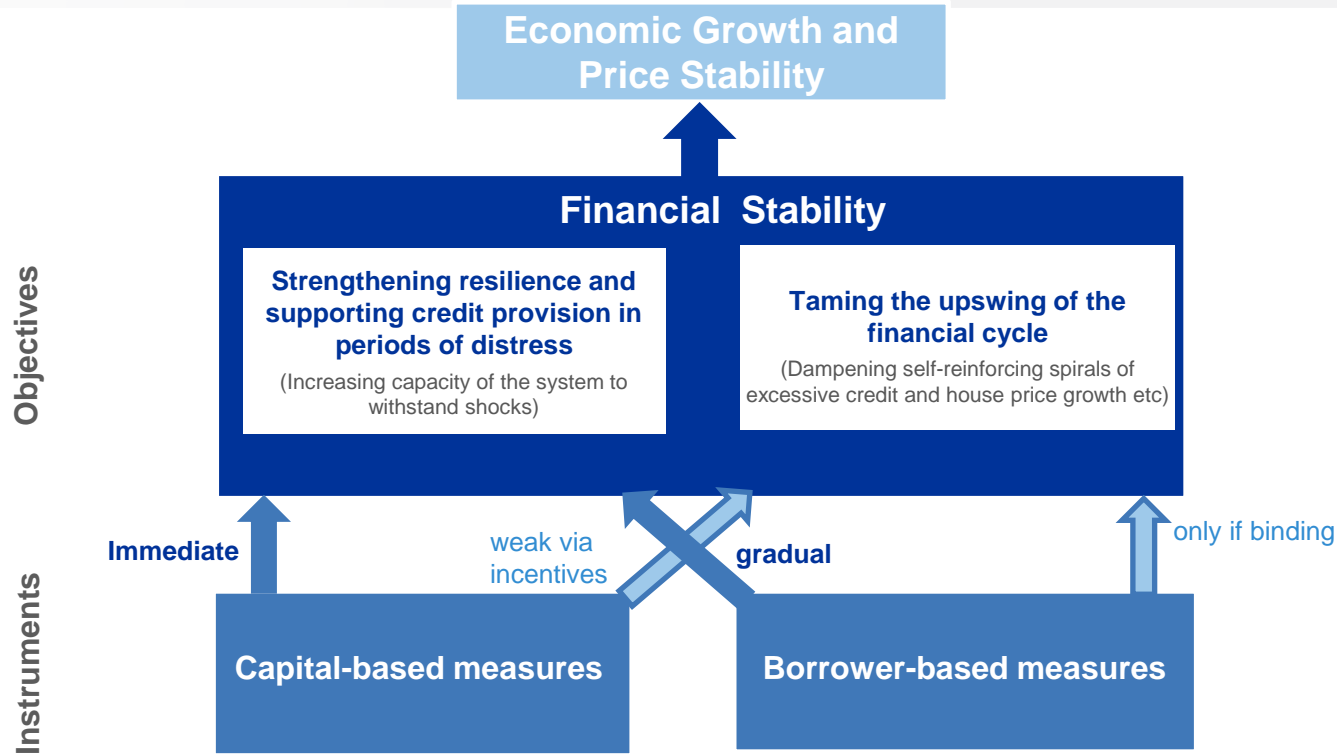 Economic Growth and
Price Stability
Objectives
Financial Stability
Strengthening resilience and
supporting credit provision in
periods of distress
(Increasing capacity of the system to
withstand shocks)
Taming the upswing of the
financial cycle
(Dampening self-reinforcing spirals of
excessive credit and house price growth etc)
Immediate
weak via
incentives
gradual
only if binding
Instruments
Capital-based measures
Borrower-based measures